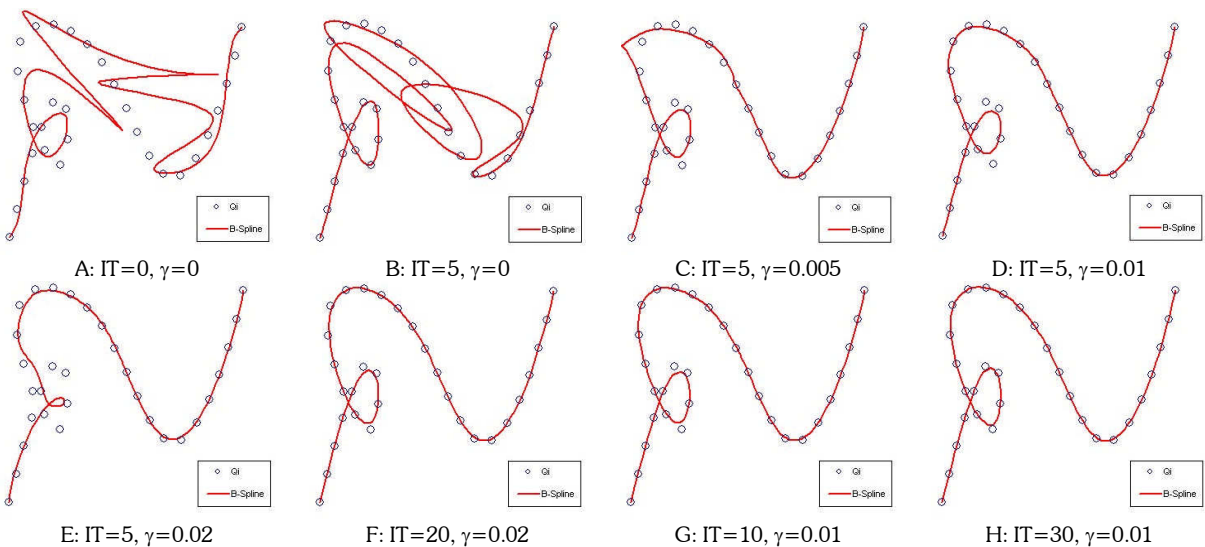 Qi
B-Spline
Qi
B-Spline
Qi
B-Spline
Qi
B-Spline
A: IT=0, γ=0
B: IT=5, γ=0
C: IT=5, γ=0.005
D: IT=5, γ=0.01
Qi
B-Spline
Qi
B-Spline
Qi
B-Spline
Qi
B-Spline
E: IT=5, γ=0.02
F: IT=20, γ=0.02
G: IT=10, γ=0.01
H: IT=30, γ=0.01